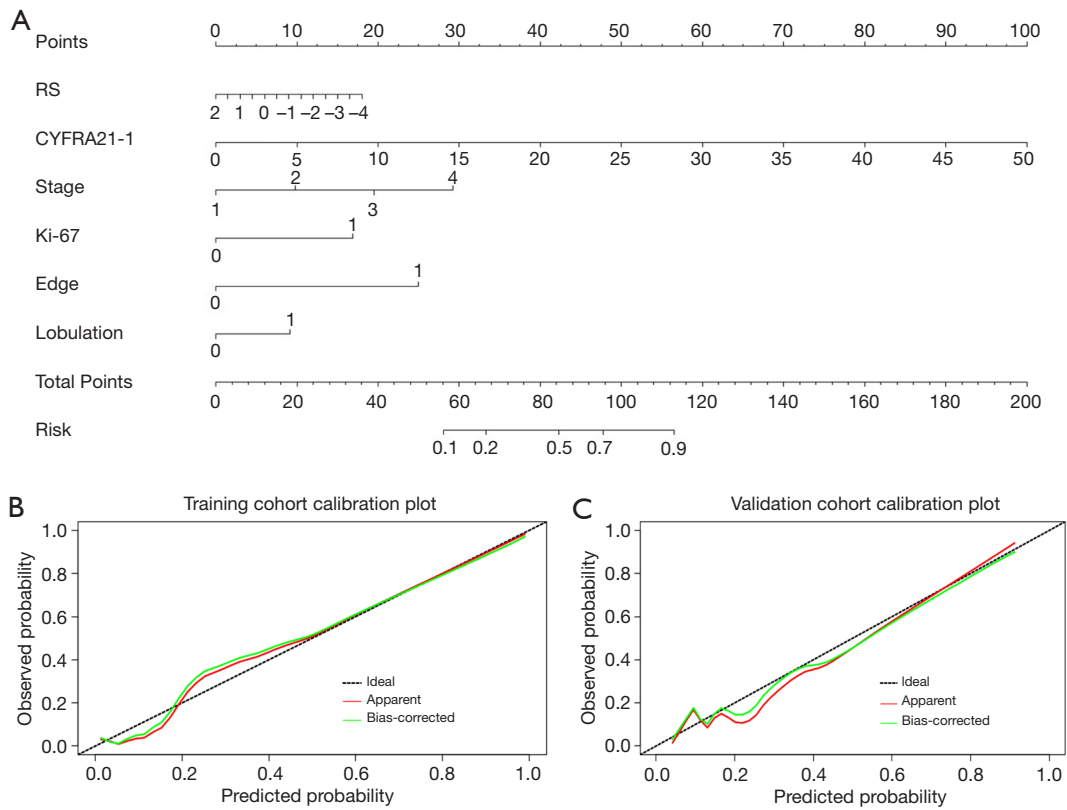 A
Points 0 10 20 30 40 50 60 70 80 90 100
RS
2 1 0 −1 −2 −3 −4
CYFRA21-1
0 5 10 15 20 25 30 35 40 45 50
Stage
2 4
1 3
Ki-67
1
0
Edge
1
0
Lobulation
1
0
Total Points
0 20 40 60 80 100 120 140 160 180 200
Risk
0.1 0.2 0.5 0.7 0.9
B
Training cohort calibration plot
Observed probability
1.0
0.8
0.6
0.4
0.2
0.0
Ideal
Apparent
Bias-corrected
0.0 0.2 0.4 0.6 0.8 1.0
Predicted probability
C
Validation cohort calibration plot
Observed probability
1.0
0.8
0.6
0.4
0.2
0.0
Ideal
Apparent
Bias-corrected
0.0 0.2 0.4 0.6 0.8 1.0
Predicted probability